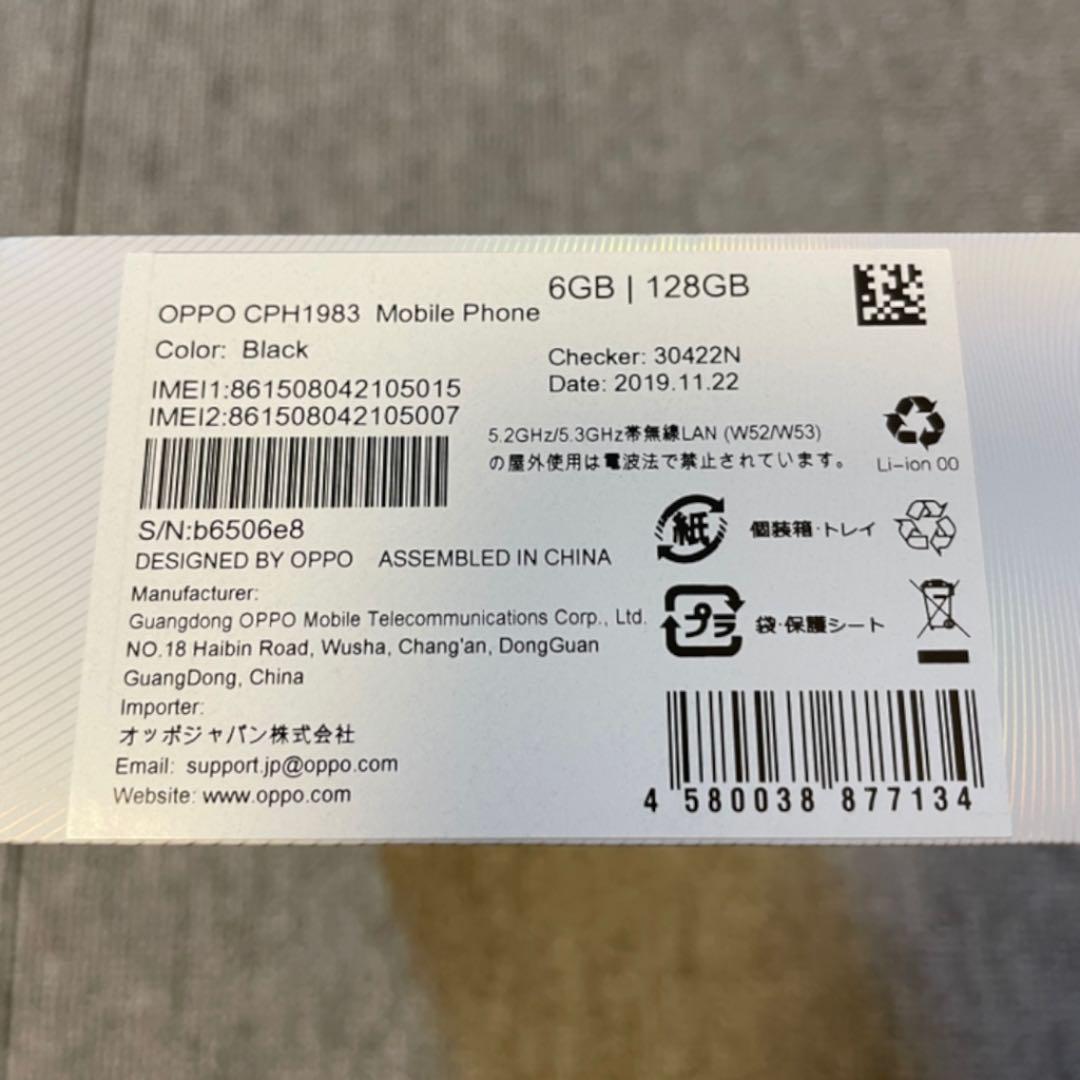 OPPO CPH1983 Mobile Phone
6GB | 128GB
Color: Black
Checker: 30422N
Date: 2019.11.22
IMEI1:861508042105015
IMEI2:861508042105007
5.2GHz/5.3GHz帯無線LAN (W52/W53)
の屋外使用は電波法で禁止されています。
Li-ion 00
S/N:b6506e8
紙
個装箱・トレイ
DESIGNED BY OPPO ASSEMBLED IN CHINA
Manufacturer:
Guangdong OPPO Mobile Telecommunications Corp., Ltd.
NO.18 Haibin Road, Wusha, Chang'an, DongGuan
GuangDong, China
プラ
袋・保護シート
Importer:
オッポジャパン株式会社
Email: support.jp@oppo.com
Website: www.oppo.com
4 580038 877134